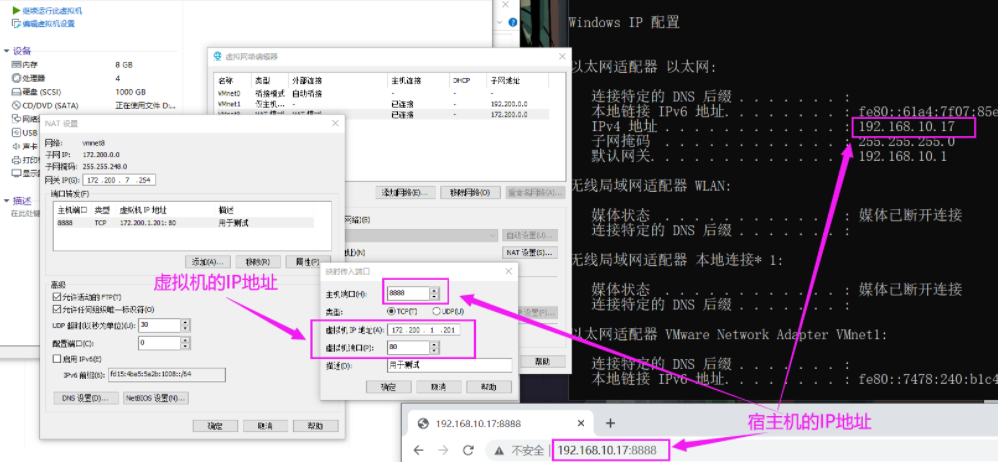 继续运行此虚拟机
编辑虚拟机设置
设备
内存 8 GB
处理器 4
硬盘 (SCSI) 1000 GB
CD/DVD (SATA) 正在使用文件 D:...
USB
声卡
描述
虚拟网络编辑器
名称 类型 外部连接 主机连接 DHCP 子网地址
VMnet0 桥接模式 自动桥接 - - -
VMnet1 仅主机... - 已连接 - 192.200.0.0
已连接 - 172.200.0.0
添加网络(E)... 移除网络(O) 重命名网络(A)...
自动设置(U)...
NAT 设置(S)...
帮助
NAT 设置
网络: vmnet8
子网 IP: 172.200.0.0
子网掩码: 255.255.248.0
网关 IP(G): 172 .200 . 7 .254
端口转发(F)
主机端口 类型 虚拟机 IP 地址 描述
8888 TCP 172.200.1.201: 80 用于测试
添加(A)... 移除(R) 属性(P)
高级
允许活动的 FTP(T)
允许任何组织唯一标识符(O)
UDP 超时(以秒为单位)(U): 30
配置端口(C): 0
启用 IPv6(E)
IPv6 前缀(6): fd15:4ba5:5a2b:1008::/64
DNS 设置(D)... NetBIOS 设置(N)...
确定 取消 帮助
映射传入端口
主机端口(H): 8888
类型: TCP(T) UDP(U)
虚拟机 IP 地址(A): 172 .200 . 1 .201
虚拟机端口(P): 80
描述(D): 用于测试
确定 取消 帮助
虚拟机的IP地址
Windows IP 配置
以太网适配器 以太网:
连接特定的 DNS 后缀 . . . . . . . :
本地链接 IPv6 地址. . . . . . . . : fe80::61a4:7f07:85e
IPv4 地址 . . . . . . . . . . . . : 192.168.10.17
子网掩码 . . . . . . . . . . . . : 255.255.255.0
默认网关. . . . . . . . . . . . . : 192.168.10.1
无线局域网适配器 WLAN:
媒体状态 . . . . . . . . . . . . : 媒体已断开连接
连接特定的 DNS 后缀 . . . . . . . :
无线局域网适配器 本地连接* 1:
媒体状态 . . . . . . . . . . . . : 媒体已断开连接
连接特定的 DNS 后缀 . . . . . . . :
以太网适配器 VMware Network Adapter VMnet1:
连接特定的 DNS 后缀 . . . . . . . :
本地链接 IPv6 地址. . . . . . . . : fe80::7478:240:b1c4
宿主机的IP地址
192.168.10.17:8888
不安全 192.168.10.17:8888